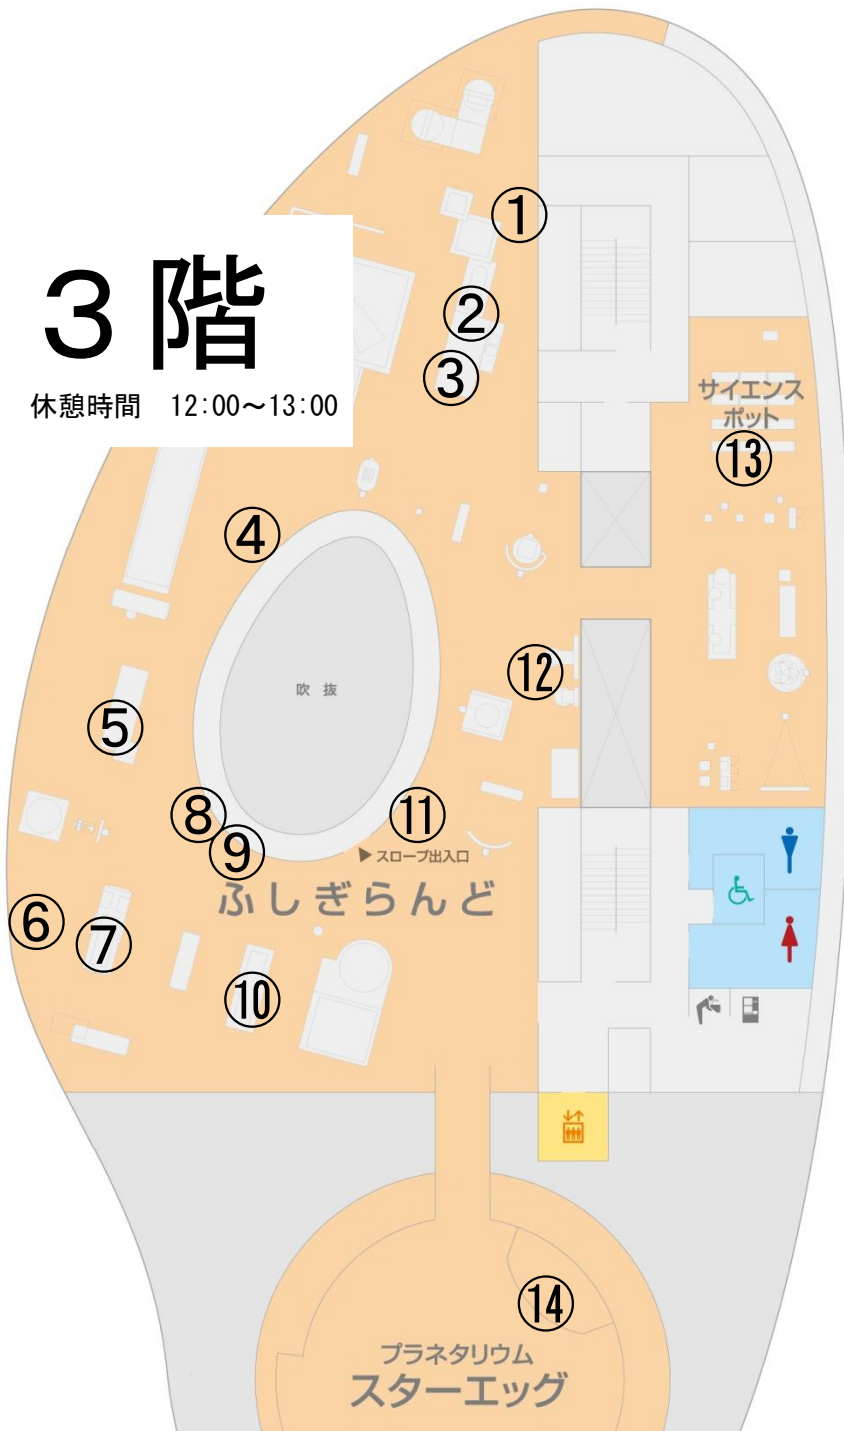 ①
３階
②
休憩時間　12:00～13:00
③
サイエンス
ポット
⑬
④
⑫
吹 抜
⑤
⑧
⑪
⑨
▶ スロープ出入口
ふしぎらんど
⑥
⑦
⑩
⑭
プラネタリウム
スターエッグ